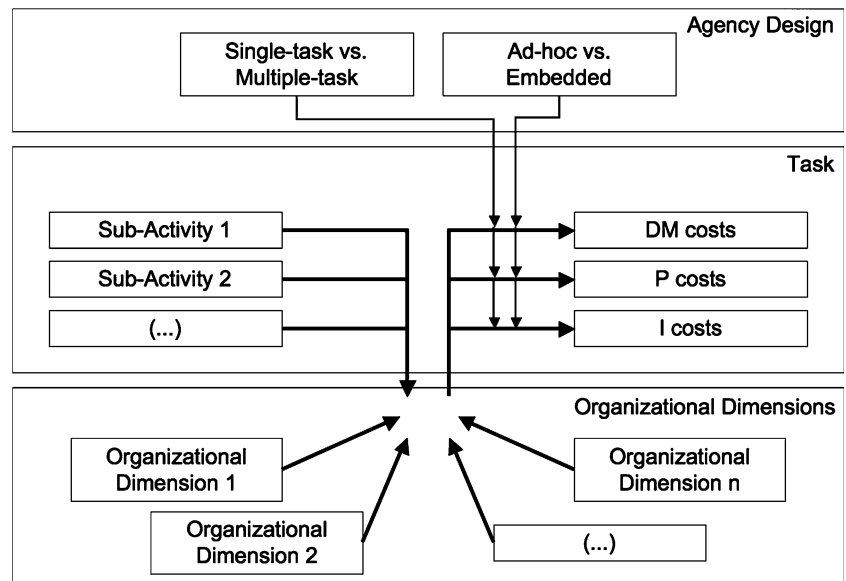 Agency Design
Single-task vs.
Multiple-task
Ad-hoc vs.
Embedded
Task
Sub-Activity 1
Sub-Activity 2
(...)
DM costs
P costs
I costs
Organizational Dimensions
Organizational
Dimension 1
Organizational
Dimension 2
Organizational
Dimension n
(...)